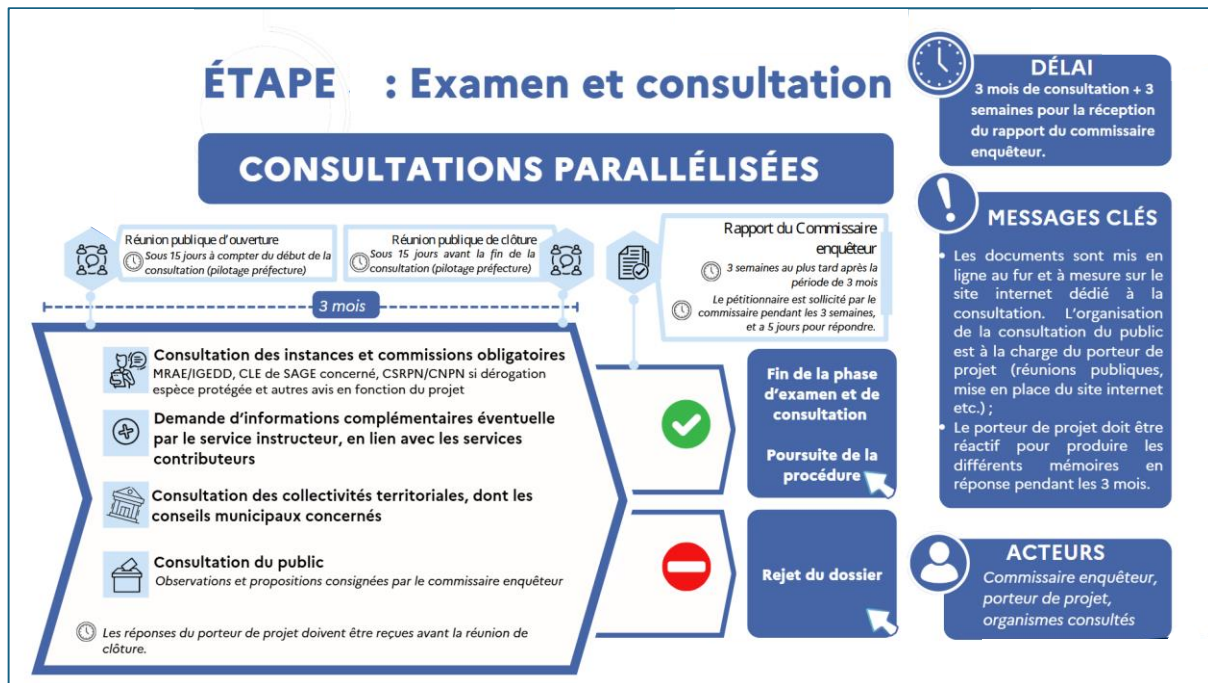 ÉTAPE : Examen et consultation
CONSULTATIONS PARALLÉLISÉES
Réunion publique d'ouverture
Sous 15 jours à compter du début de la
consultation (pilotage préfecture)
Réunion publique de clôture
Sous 15 jours avant la fin de la
consultation (pilotage préfecture)
Rapport du Commissaire
enquêteur
3 semaines au plus tard après la
période de 3 mois
Le pétitionnaire est sollicité par le
commissaire pendant les 3 semaines,
et a 5 jours pour répondre.
3 mois
Consultation des instances et commissions obligatoires
MRAE/IGEDD, CLE de SAGE concerné, CSRPN/CNPN si dérogation
espèce protégée et autres avis en fonction du projet
Demande d'informations complémentaires éventuelle
par le service instructeur, en lien avec les services
contributeurs
Consultation des collectivités territoriales, dont les
conseils municipaux concernés
Consultation du public
Observations et propositions consignées par le commissaire enquêteur
Les réponses du porteur de projet doivent être reçues avant la réunion de
clôture.
Fin de la phase
d'examen et de
consultation
Poursuite de la
procédure
Rejet du dossier
DÉLAI
3 mois de consultation + 3
semaines pour la réception
du rapport du commissaire
enquêteur.
MESSAGES CLÉS
• Les documents sont mis en
ligne au fur et à mesure sur le
site internet dédié à la
consultation. L'organisation
de la consultation du public
est à la charge du porteur de
projet (réunions publiques,
mise en place du site internet
etc.) ;
• Le porteur de projet doit être
réactif pour produire les
différents mémoires en
réponse pendant les 3 mois.
ACTEURS
Commissaire enquêteur,
porteur de projet,
organismes consultés